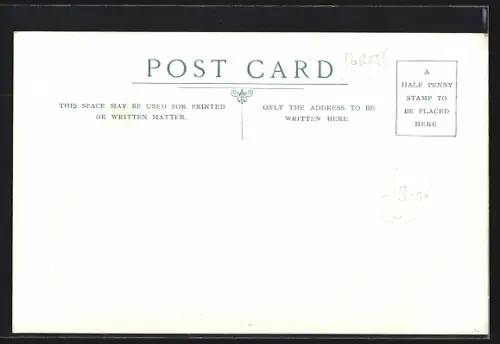 POST CARD
THIS SPACE MAY BE USED FOR PRINTED
OR WRITTEN MATTER.
ONLY THE ADDRESS TO BE
WRITTEN HERE
A
HALF PENNY
STAMP TO
BE PLACED
HERE